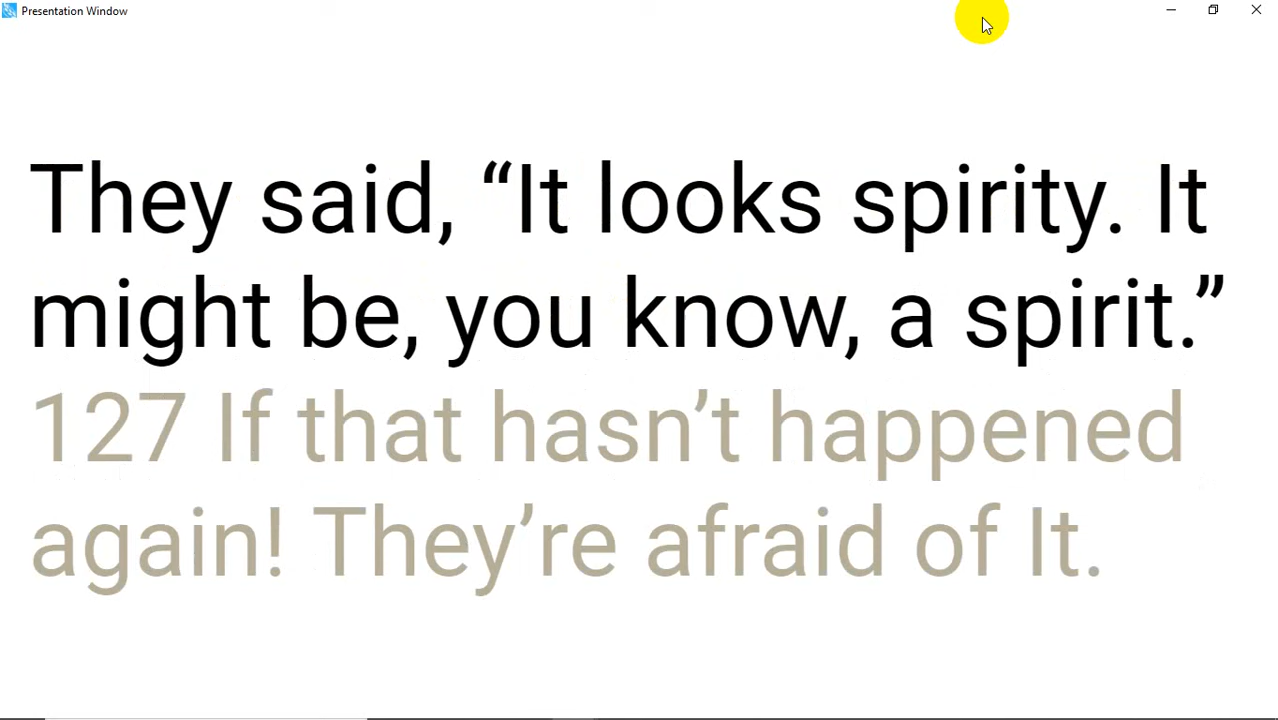 Presentation Window
They said, “It looks spirity. It
might be, you know, a spirit.”
127 If that hasn’t happened
again! They’re afraid of It.